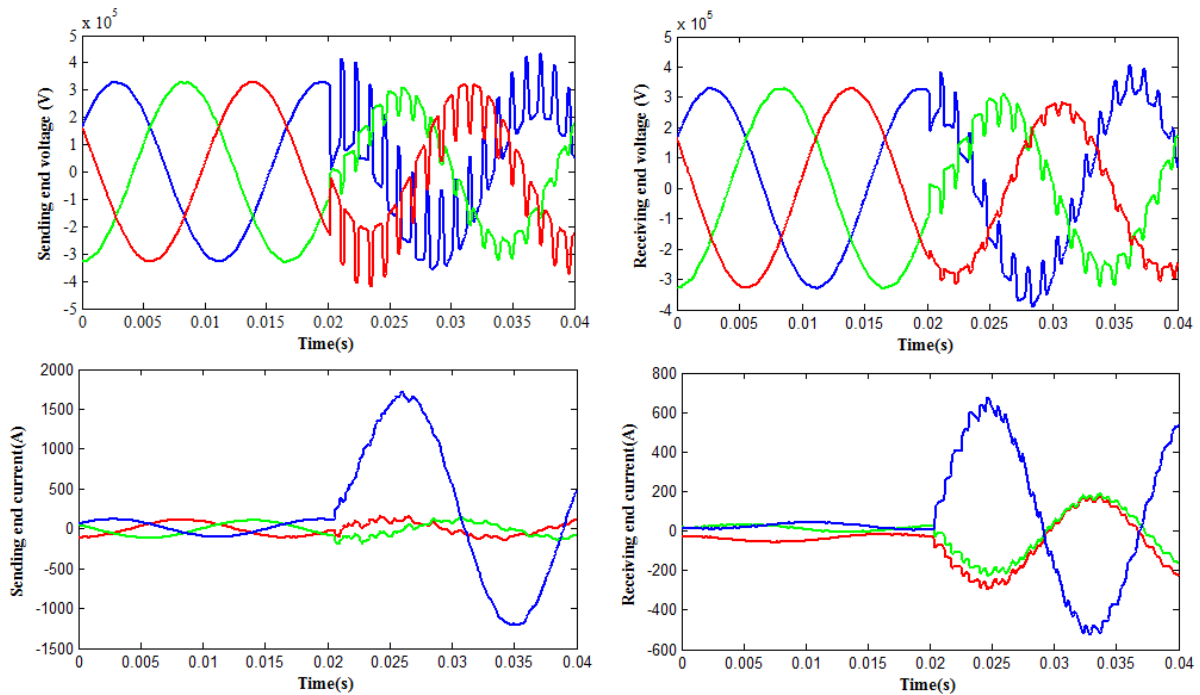 x 10^5
5
4
3
2
1
0
-1
-2
-3
-4
-5
Sending end voltage (V)
0 0.005 0.01 0.015 0.02 0.025 0.03 0.035 0.04
Time(s)
x 10^5
5
4
3
2
1
0
-1
-2
-3
-4
Receiving end voltage (V)
0 0.005 0.01 0.015 0.02 0.025 0.03 0.035 0.04
Time(s)
2000
1500
1000
500
0
-500
-1000
-1500
Sending end current(A)
0 0.005 0.01 0.015 0.02 0.025 0.03 0.035 0.04
Time(s)
800
600
400
200
0
-200
-400
-600
Receiving end current(A)
0 0.005 0.01 0.015 0.02 0.025 0.03 0.035 0.04
Time(s)